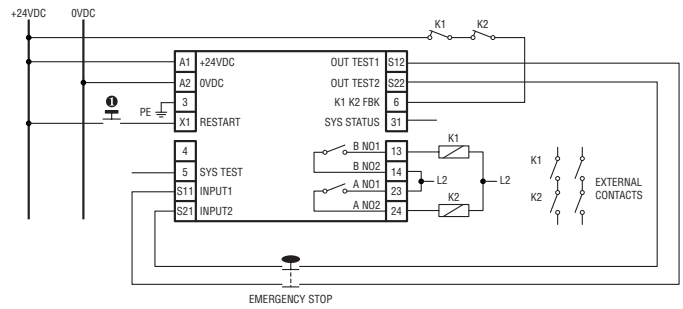 +24VDC 0VDC
K1 K2
A1 +24VDC OUT TEST1 S12
A2 0VDC OUT TEST2 S22
PE 3 K1 K2 FBK 6
1
X1 RESTART SYS STATUS 31
4 B NO1 13 K1
5 SYS TEST B NO2 14
S11 INPUT1 A NO1 23
L2 L2
S21 INPUT2 A NO2 24 K2
K1
K2
EXTERNAL
CONTACTS
EMERGENCY STOP